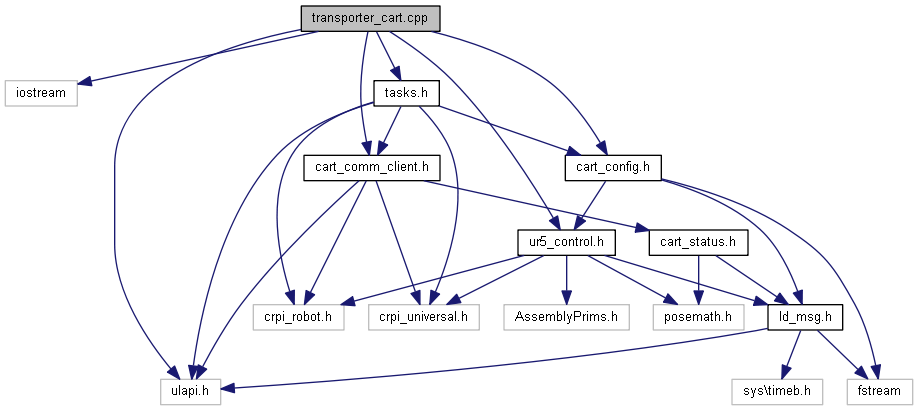 transporter_cart.cpp
iostream
tasks.h
cart_comm_client.h
cart_config.h
ur5_control.h
cart_status.h
crpi_robot.h
crpi_universal.h
AssemblyPrims.h
posemath.h
ld_msg.h
ulapi.h
sys\timeb.h
fstream